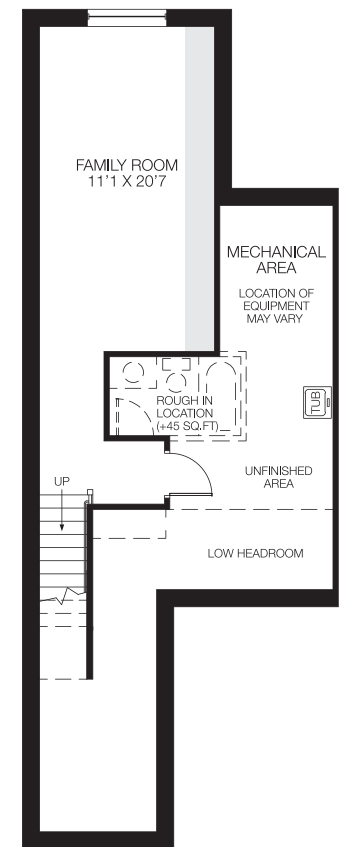 FAMILY ROOM
11'1 X 20'7
MECHANICAL
AREA
LOCATION OF
EQUIPMENT
MAY VARY
TUB
ROUGH IN
LOCATION
(+45 SQ.FT)
UNFINISHED
AREA
UP
LOW HEADROOM